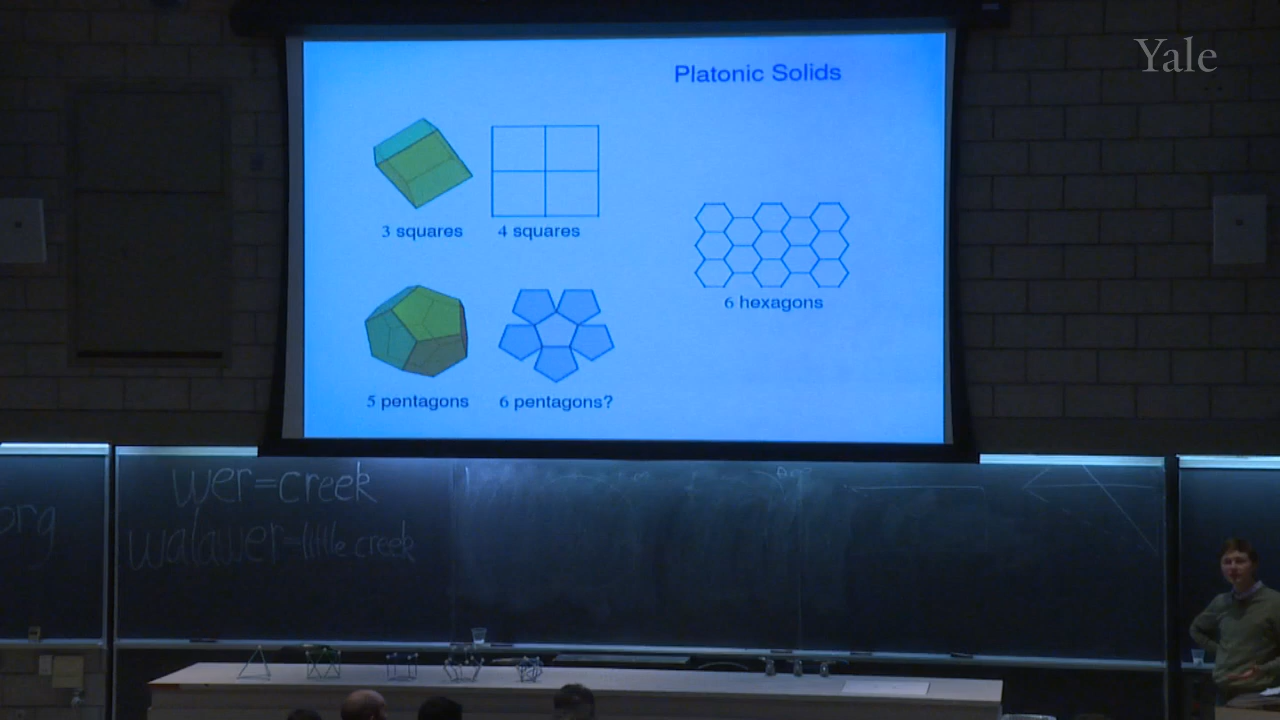 Yale
Platonic Solids
3 squares
4 squares
6 hexagons
5 pentagons
6 pentagons?
org
wer=creek
walawer=little creek